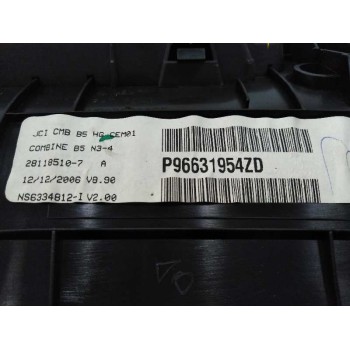 JCI CMB B5 HG-CEM01
COMBINE B5 N3-4
28118510-7 A
12/12/2006 V8.90
NS6334812-I V2.00
P96631954ZD